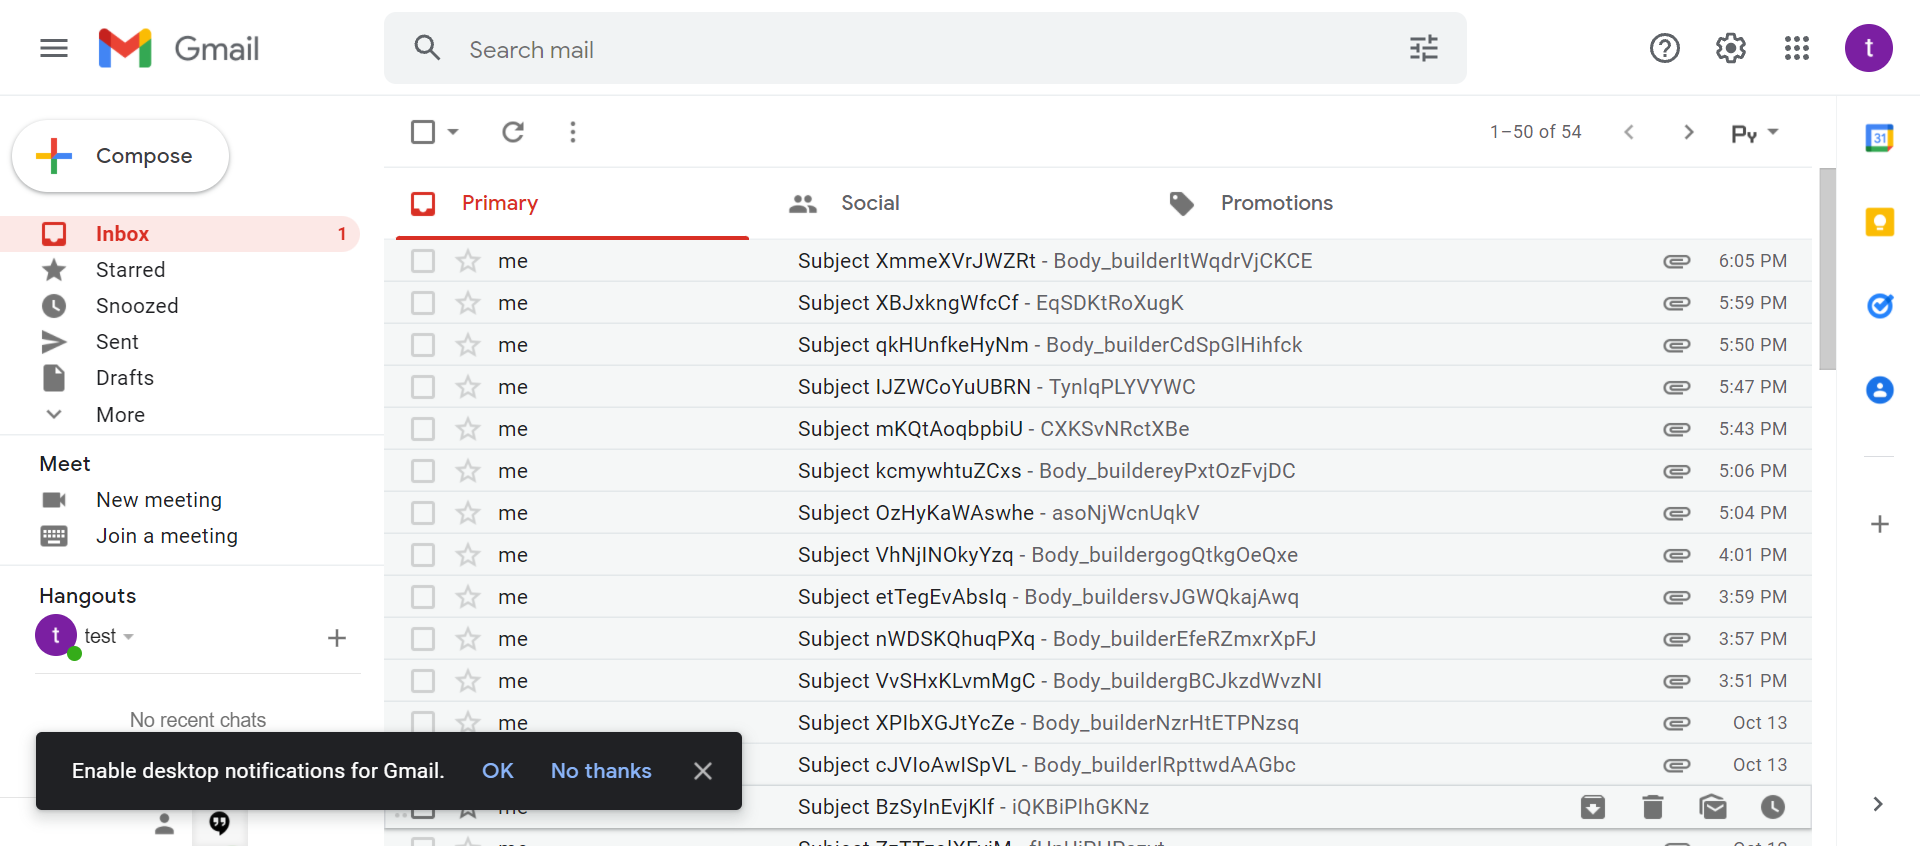 Gmail
Search mail
t
Compose
1–50 of 54
Py
31
Primary
Social
Promotions
Inbox 1
Starred
Snoozed
Sent
Drafts
More
Meet
New meeting
Join a meeting
Hangouts
t test
No recent chats
me Subject XmmeXVrJWZRt - Body_builderItWqdrVjCKCE 6:05 PM
me Subject XBJxkngWfcCf - EqSDKtRoXugK 5:59 PM
me Subject qkHUnfkeHyNm - Body_builderCdSpGlHihfck 5:50 PM
me Subject IJZWCoYuUBRN - TynlqPLYVYWC 5:47 PM
me Subject mKQtAoqbpbiU - CXKSvNRctXBe 5:43 PM
me Subject kcmywhtuZCxs - Body_buildereyPxtOzFvjDC 5:06 PM
me Subject OzHyKaWAswhe - asoNjWcnUqkV 5:04 PM
me Subject VhNjINOkyYzq - Body_buildergogQtkgOeQxe 4:01 PM
me Subject etTegEvAbsIq - Body_buildersvJGWQkajAwq 3:59 PM
me Subject nWDSKQhuqPXq - Body_builderEfeRZmxrXpFJ 3:57 PM
me Subject VvSHxKLvmMgC - Body_buildergBCJkzdWvzNI 3:51 PM
me Subject XPIbXGJtYcZe - Body_builderNzrHtETPNzsq Oct 13
Subject cJVIoAwISpVL - Body_builderlRpttwdAAGbc Oct 13
me Subject BzSyInEvjKlf - iQKBiPIhGKNz
Enable desktop notifications for Gmail. OK No thanks